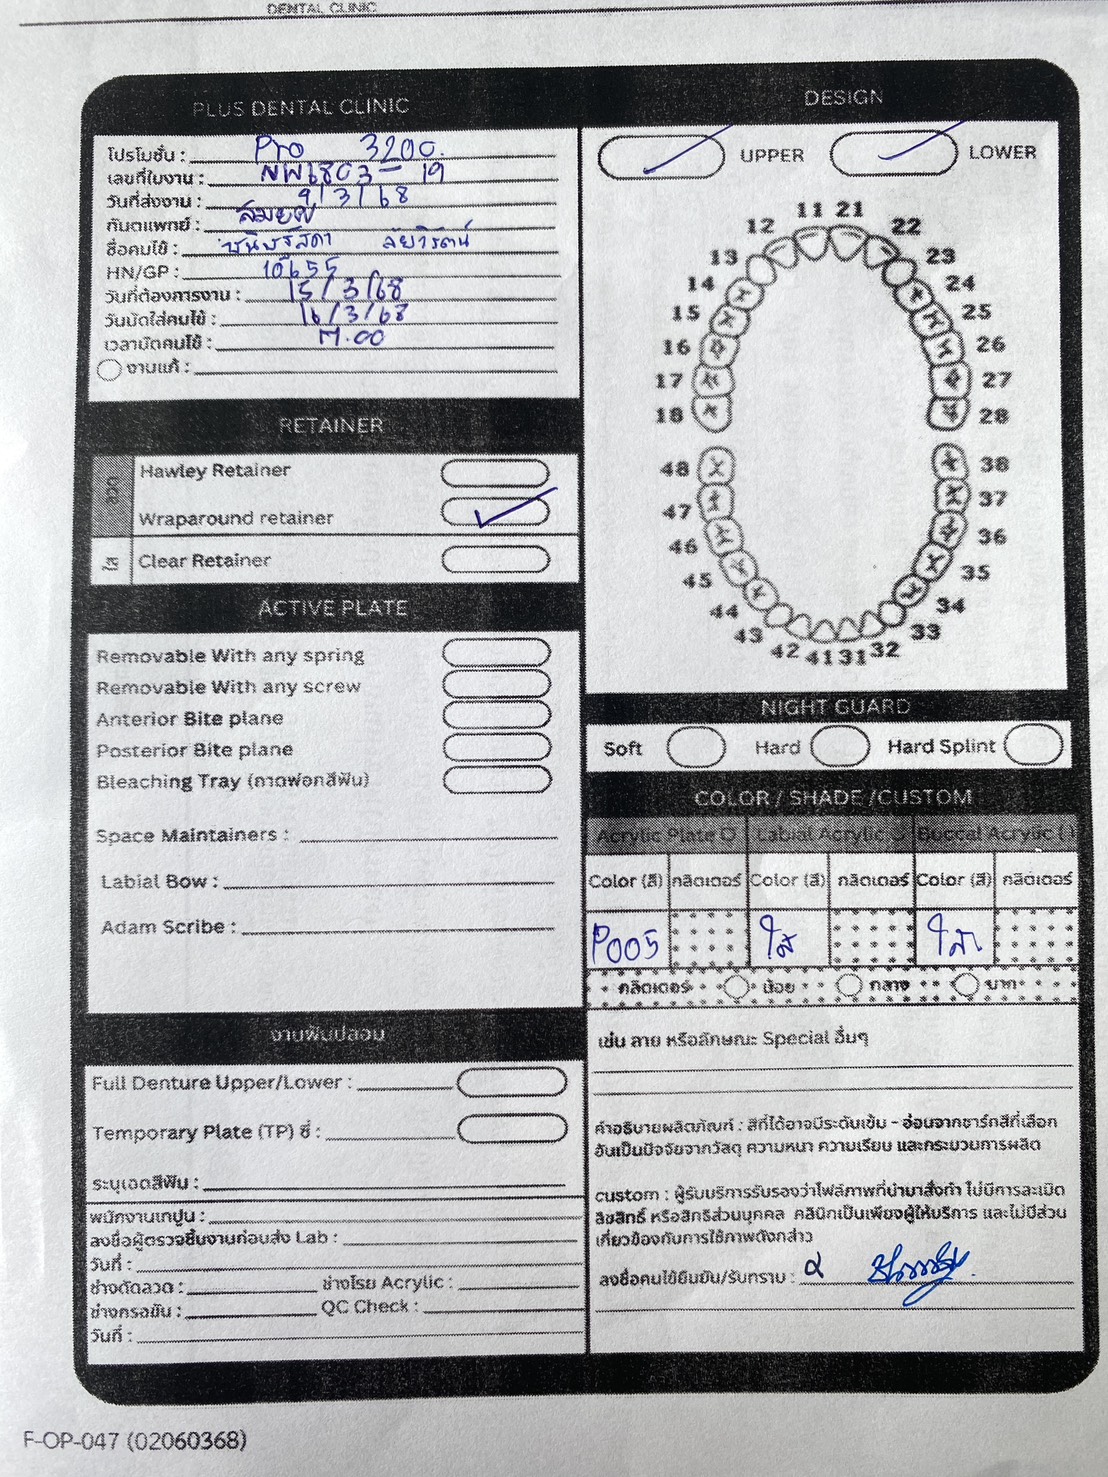 DENTAL CLINIC
PLUS DENTAL CLINIC
โปรโมชั่น : Pro 3200.
เลขที่ใบงาน : NW6803-19
วันที่ส่งงาน : 9/3/68
ทันตแพทย์ :
ชื่อคนไข้ :
HN/GP : 10655
วันที่ต้องการงาน : 15/3/68
วันนัดใส่คนไข้ : 16/3/68
เวลานัดคนไข้ : 17.00
งานแก้ :
RETAINER
ลวด
Hawley Retainer
Wraparound retainer
ใส
Clear Retainer
ACTIVE PLATE
Removable With any spring
Removable With any screw
Anterior Bite plane
Posterior Bite plane
Bleaching Tray (ถาดฟอกสีฟัน)
Space Maintainers :
Labial Bow :
Adam Scribe :
งานฟันปลอม
Full Denture Upper/Lower :
Temporary Plate (TP) ซี่ :
ระบุเฉดสีฟัน :
พนักงานเทปูน :
ลงชื่อผู้ตรวจชิ้นงานก่อนส่ง Lab :
วันที่ :
ช่างดัดลวด : ช่างโรย Acrylic :
ช่างกรอขัน : QC Check :
วันที่ :
DESIGN
UPPER LOWER
11 21
12 22
13 23
14 24
15 25
16 26
17 27
18 28
48 38
47 37
46 36
45 35
44 34
43 33
42 41 31 32
NIGHT GUARD
Soft Hard Hard Splint
COLOR / SHADE /CUSTOM
Acrylic Plate Labial Acrylic Buccal Acrylic ( )
Color (สี) กลิตเตอร์ Color (สี) กลิตเตอร์ Color (สี) กลิตเตอร์
P005 ใส ใส
กลิตเตอร์ น้อย กลาง มาก
เช่น ลาย หรือลักษณะ Special อื่นๆ
คำอธิบายผลิตภัณฑ์ : สีที่ได้อาจมีระดับเข้ม - อ่อนจากชาร์ทสีที่เลือก
อันเป็นปัจจัยจากวัสดุ ความหนา ความเรียบ และกระบวนการผลิต
custom : ผู้รับบริการรับรองว่าไฟล์ภาพที่นำมาสั่งทำ ไม่มีการละเมิด
ลิขสิทธิ์ หรือสิทธิส่วนบุคคล คลินิกเป็นเพียงผู้ให้บริการ และไม่มีส่วน
เกี่ยวข้องกับการใช้ภาพดังกล่าว
ลงชื่อคนไข้ยืนยัน/รับทราบ :
F-OP-047 (02060368)